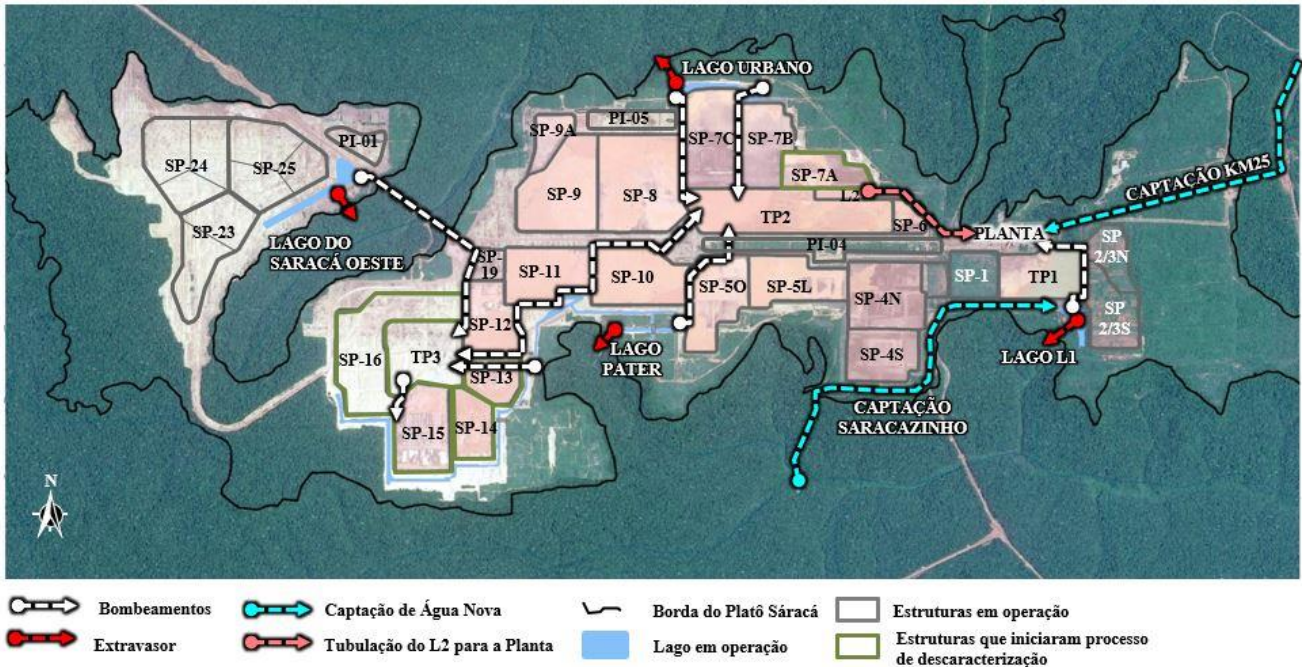 LAGO URBANO
PI-05
SP-9A
SP-7C
SP-7B
PI-01
SP-24
SP-25
SP-7A
L2
CAPTAÇÃO KM25
SP-9
SP-8
TP2
SP-6
PLANTA
SP-23
LAGO DO
SARACÁ OESTE
PI-04
SP
2/3N
SP-
19
SP-11
SP-10
SP-5O
SP-5L
SP-4N
SP-1
TP1
SP-12
SP
2/3S
SP-16
TP3
LAGO
PATER
SP-4S
LAGO L1
SP-13
SP-15
SP-14
CAPTAÇÃO
SARACAZINHO
N
Bombeamentos
Captação de Água Nova
Borda do Platô Sáracá
Estruturas em operação
Extravasor
Tubulação do L2 para a Planta
Lago em operação
Estruturas que iniciaram processo
de descaracterização